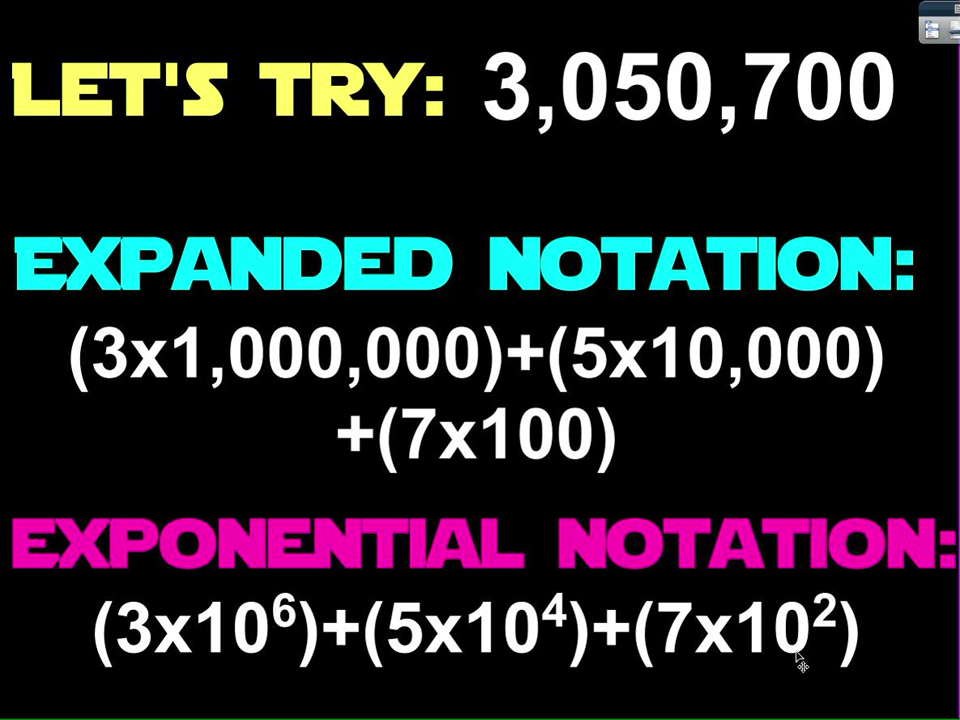 LET'S TRY: 3,050,700
EXPANDED NOTATION:
(3x1,000,000)+(5x10,000)
+(7x100)
EXPONENTIAL NOTATION:
(3x10⁶)+(5x10⁴)+(7x10²)